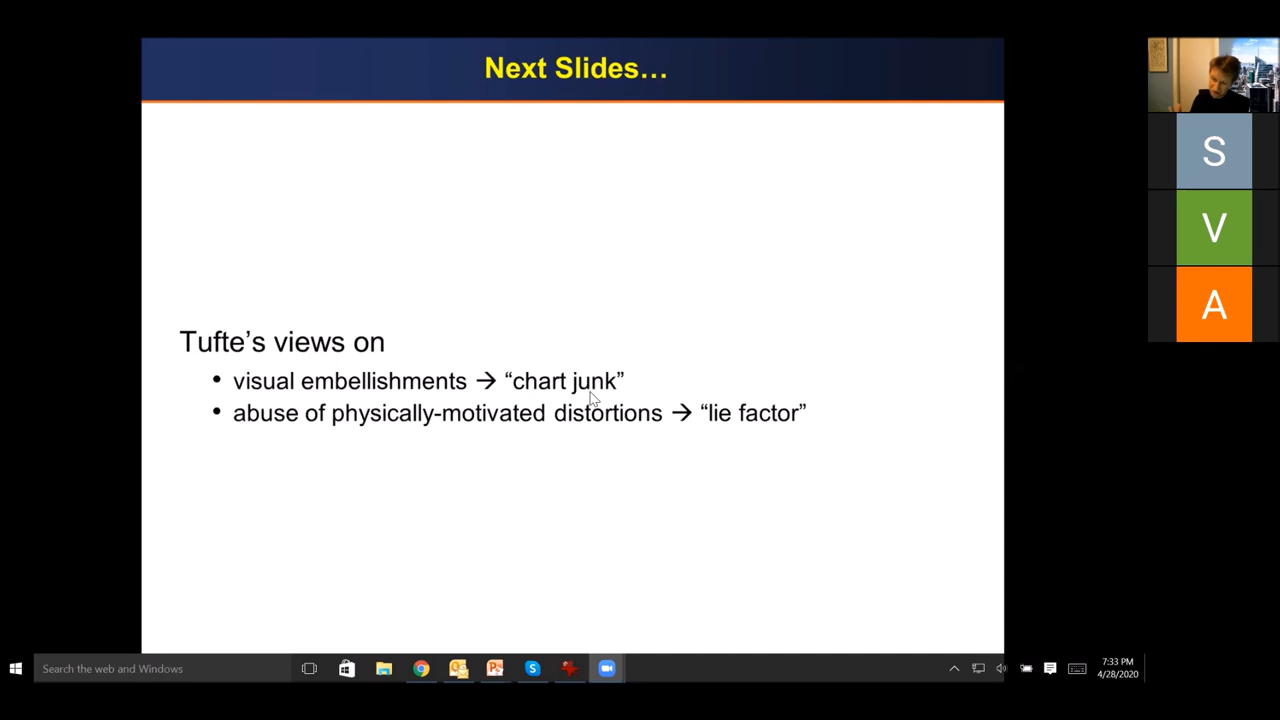 Next Slides…
Tufte’s views on
• visual embellishments → “chart junk”
• abuse of physically-motivated distortions → “lie factor”
S
V
A
Search the web and Windows
7:33 PM
4/28/2020